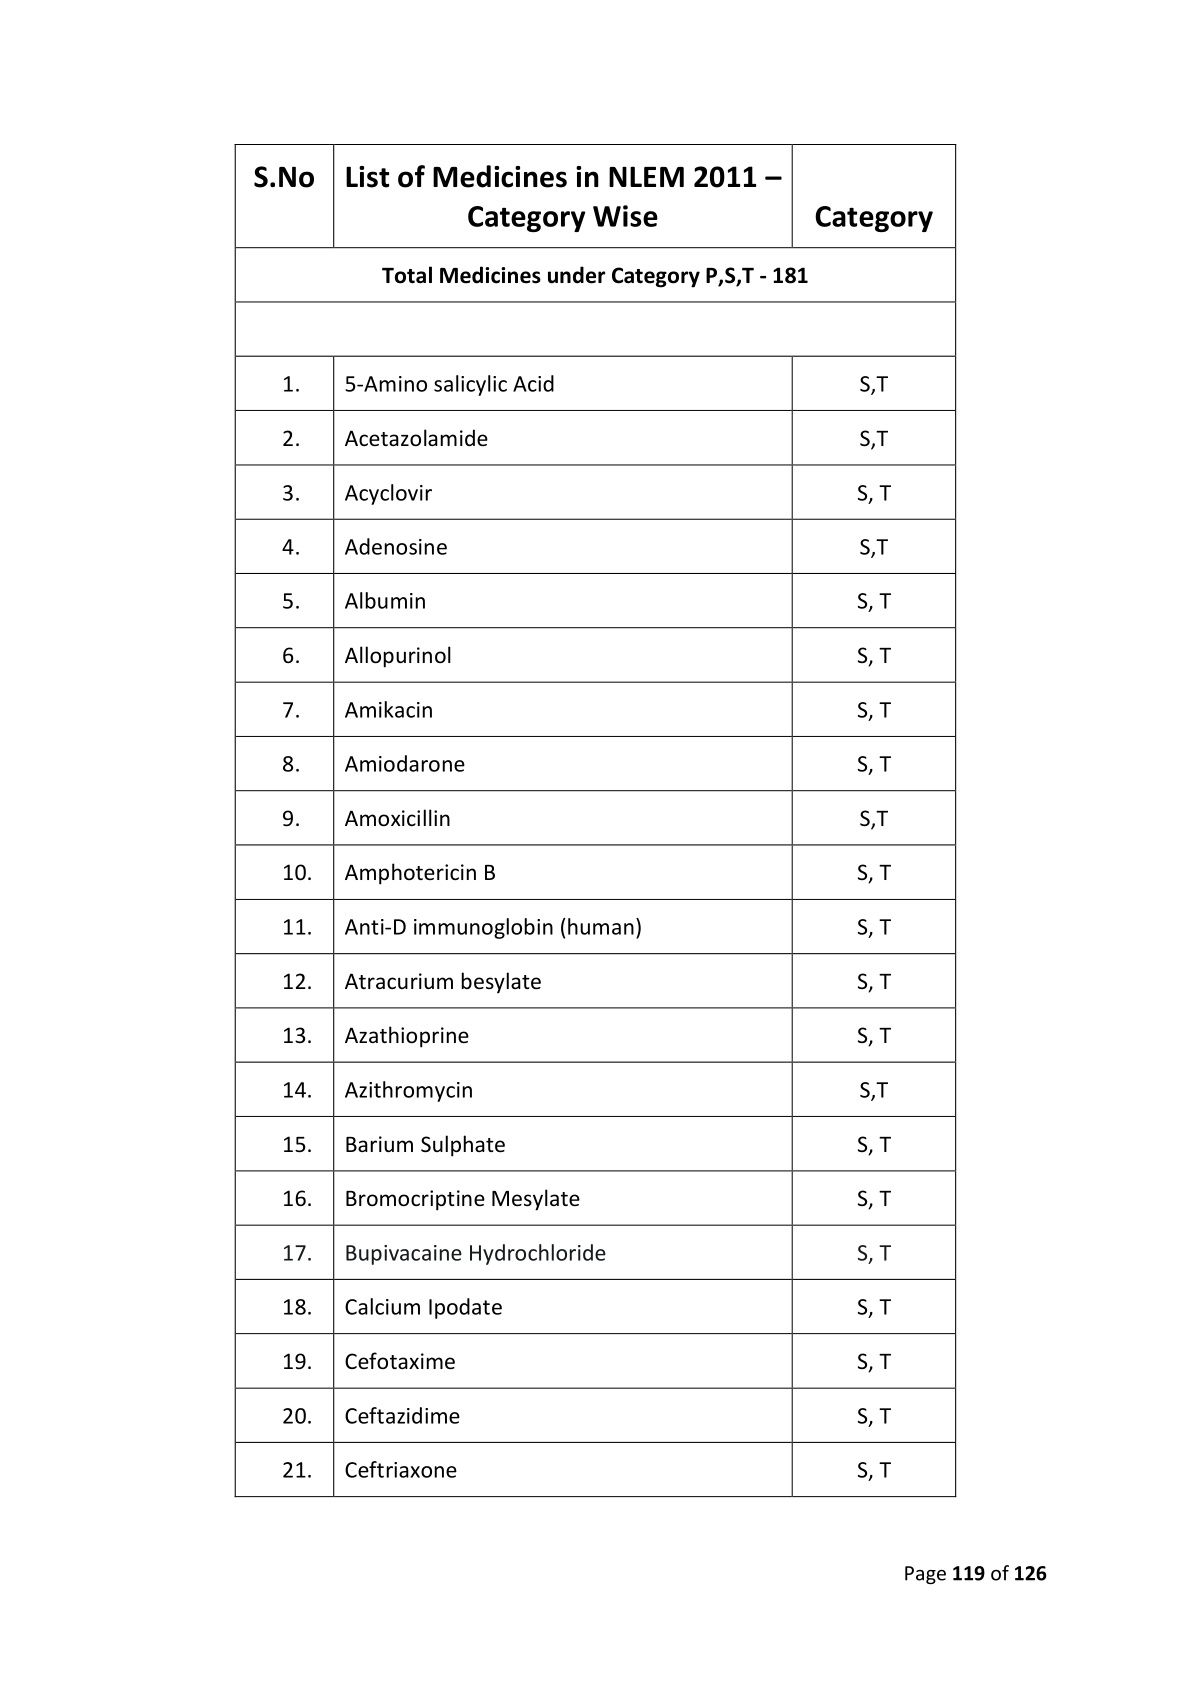 S.No List of Medicines in NLEM 2011 –
Category Wise Category
Total Medicines under Category P,S,T - 181
1. 5-Amino salicylic Acid S,T
2. Acetazolamide S,T
3. Acyclovir S, T
4. Adenosine S,T
5. Albumin S, T
6. Allopurinol S, T
7. Amikacin S, T
8. Amiodarone S, T
9. Amoxicillin S,T
10. Amphotericin B S, T
11. Anti-D immunoglobin (human) S, T
12. Atracurium besylate S, T
13. Azathioprine S, T
14. Azithromycin S,T
15. Barium Sulphate S, T
16. Bromocriptine Mesylate S, T
17. Bupivacaine Hydrochloride S, T
18. Calcium Ipodate S, T
19. Cefotaxime S, T
20. Ceftazidime S, T
21. Ceftriaxone S, T
Page 119 of 126